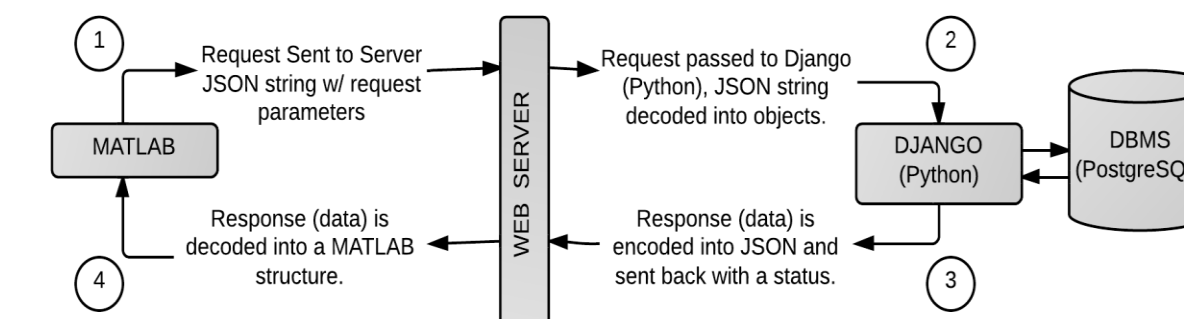 1
Request Sent to Server
JSON string w/ request
parameters
MATLAB
Response (data) is
decoded into a MATLAB
structure.
4
WEB SERVER
2
Request passed to Django
(Python), JSON string
decoded into objects.
DJANGO
(Python)
DBMS
(PostgreSQ
Response (data) is
encoded into JSON and
sent back with a status.
3